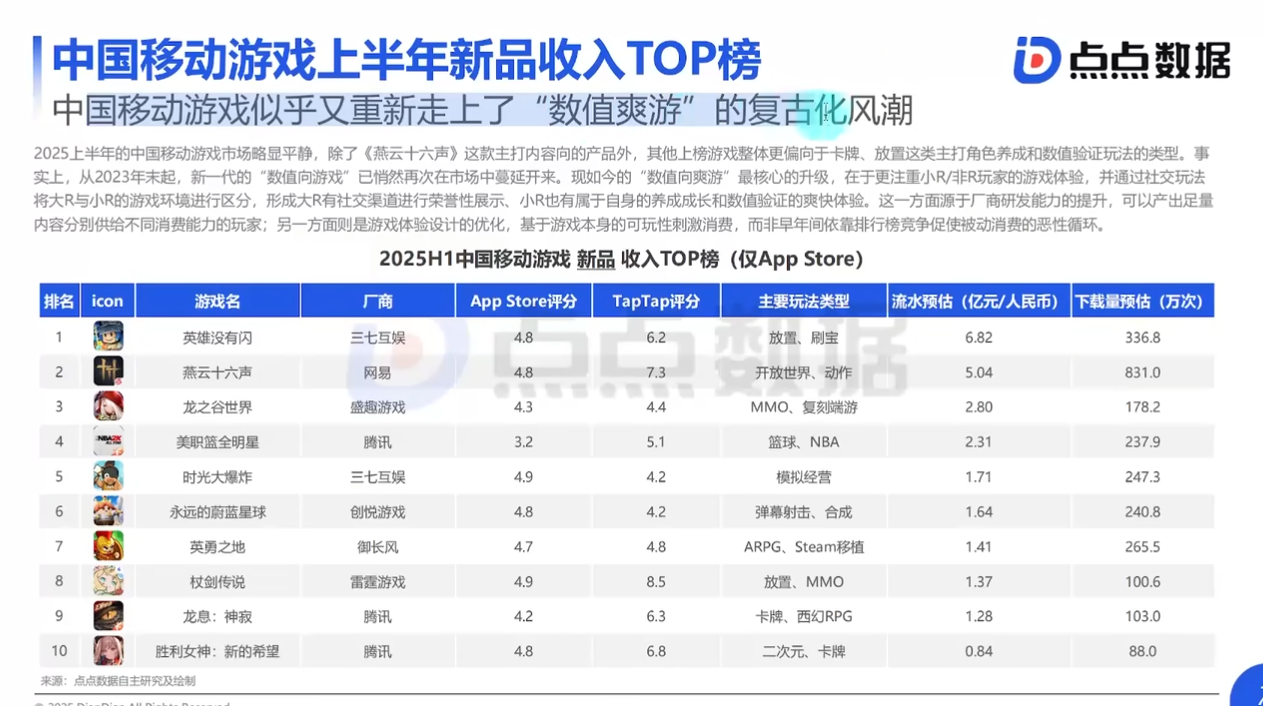 中国移动游戏上半年新品收入TOP榜
点点数据
中国移动游戏似乎又重新走上了“数值爽游”的复古化风潮
2025上半年的中国移动游戏市场略显平静，除了《燕云十六声》这款主打内容向的产品外，其他上榜游戏整体更偏向于卡牌、放置这类主打角色养成和数值验证玩法的类型。事
实上，从2023年末起，新一代的“数值向游戏”已悄然再次在市场中蔓延开来。现如今的“数值向爽游”最核心的升级，在于更注重小R/非R玩家的游戏体验，并通过社交玩法
将大R与小R的游戏环境进行区分，形成大R有社交渠道进行荣誉性展示、小R也有属于自身的养成成长和数值验证的爽快体验。这一方面源于厂商研发能力的提升，可以产出足量
内容分别供给不同消费能力的玩家；另一方面则是游戏体验设计的优化，基于游戏本身的可玩性刺激消费，而非早年间依靠排行榜竞争促使被动消费的恶性循环。
2025H1中国移动游戏 新品 收入TOP榜（仅App Store）
排名 icon 游戏名 厂商 App Store评分 TapTap评分 主要玩法类型 流水预估（亿元/人民币） 下载量预估（万次）
1 英雄没有闪 三七互娱 4.8 6.2 放置、刷宝 6.82 336.8
2 燕云十六声 网易 4.8 7.3 开放世界、动作 5.04 831.0
3 龙之谷世界 盛趣游戏 4.3 4.4 MMO、复刻端游 2.80 178.2
4 美职篮全明星 腾讯 3.2 5.1 篮球、NBA 2.31 237.9
5 时光大爆炸 三七互娱 4.9 4.2 模拟经营 1.71 247.3
6 永远的蔚蓝星球 创悦游戏 4.8 4.2 弹幕射击、合成 1.64 240.8
7 英勇之地 御长风 4.7 4.8 ARPG、Steam移植 1.41 265.5
8 杖剑传说 雷霆游戏 4.9 8.5 放置、MMO 1.37 100.6
9 龙息：神寂 腾讯 4.2 6.3 卡牌、西幻RPG 1.28 103.0
10 胜利女神：新的希望 腾讯 4.8 6.8 二次元、卡牌 0.84 88.0
来源：点点数据自主研究及绘制
© 2025 DianDian All Rights Reserved